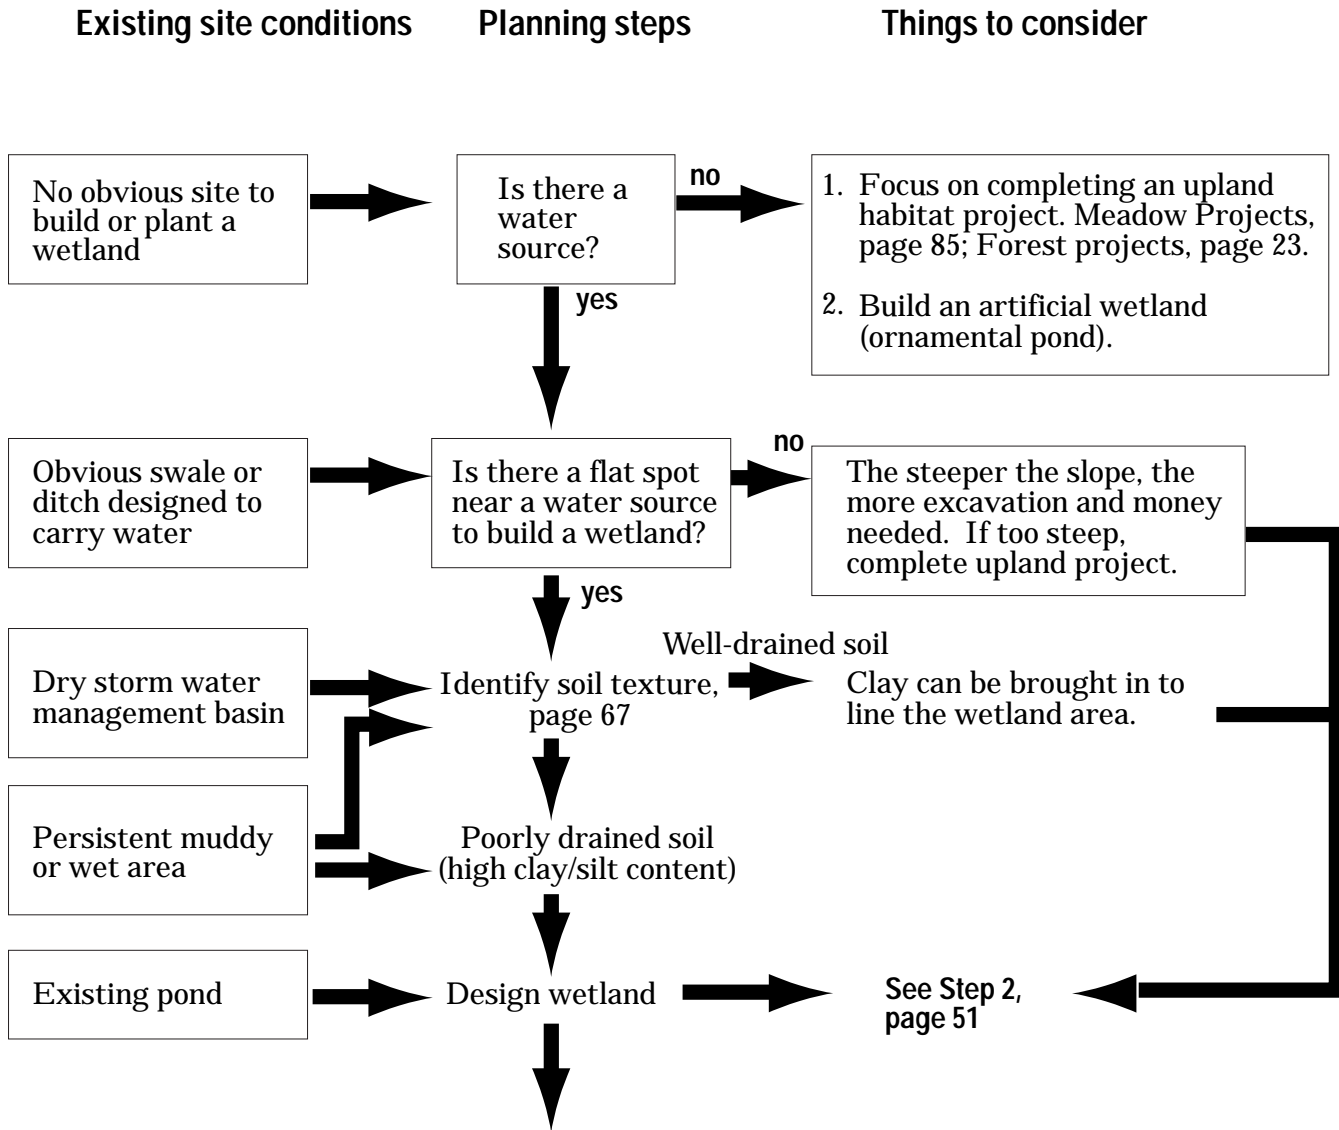 Existing site conditions
Planning steps
Things to consider
No obvious site to
build or plant a
wetland
Is there a
water
source?
no
1. Focus on completing an upland
habitat project. Meadow Projects,
page 85; Forest projects, page 23.
2. Build an artificial wetland
(ornamental pond).
yes
Obvious swale or
ditch designed to
carry water
Is there a flat spot
near a water source
to build a wetland?
no
The steeper the slope, the
more excavation and money
needed. If too steep,
complete upland project.
yes
Dry storm water
management basin
Identify soil texture,
page 67
Well-drained soil
Clay can be brought in to
line the wetland area.
Persistent muddy
or wet area
Poorly drained soil
(high clay/silt content)
Existing pond
Design wetland
See Step 2,
page 51